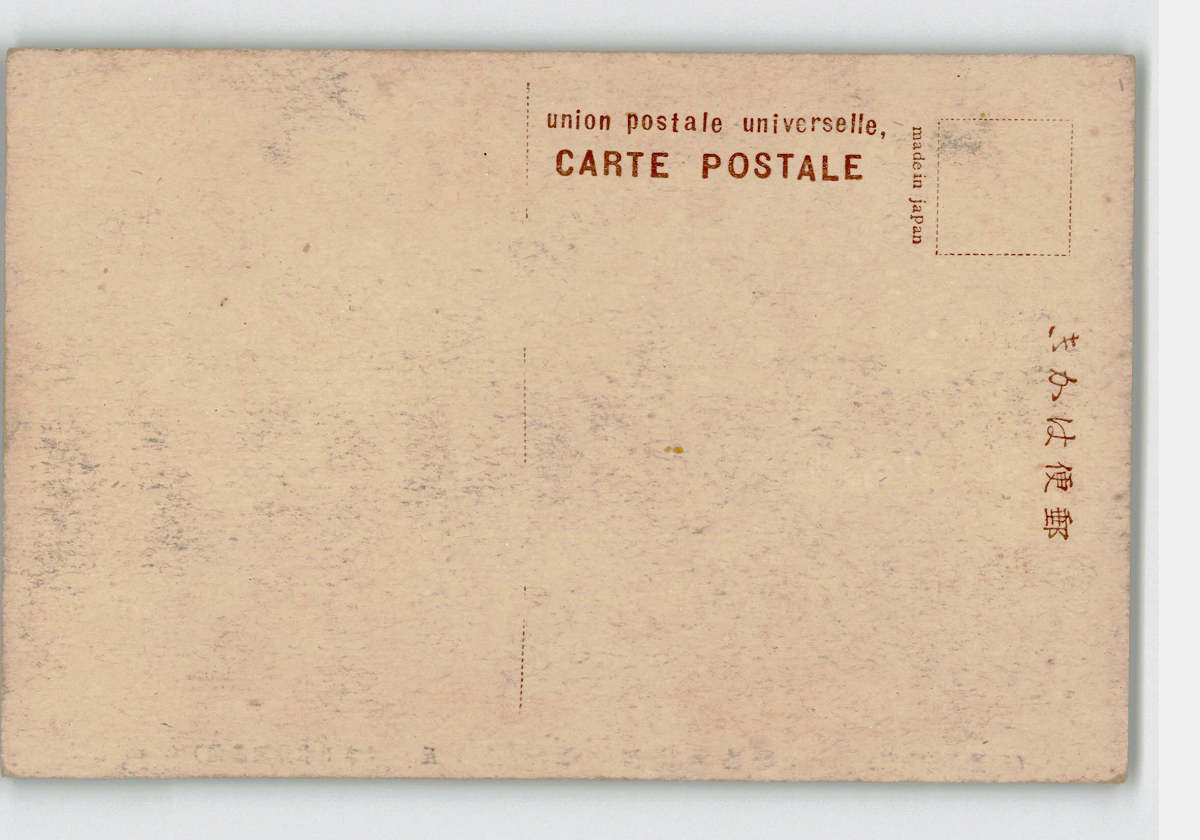 union postale universelle,
CARTE POSTALE
made in japan
きかは便郵